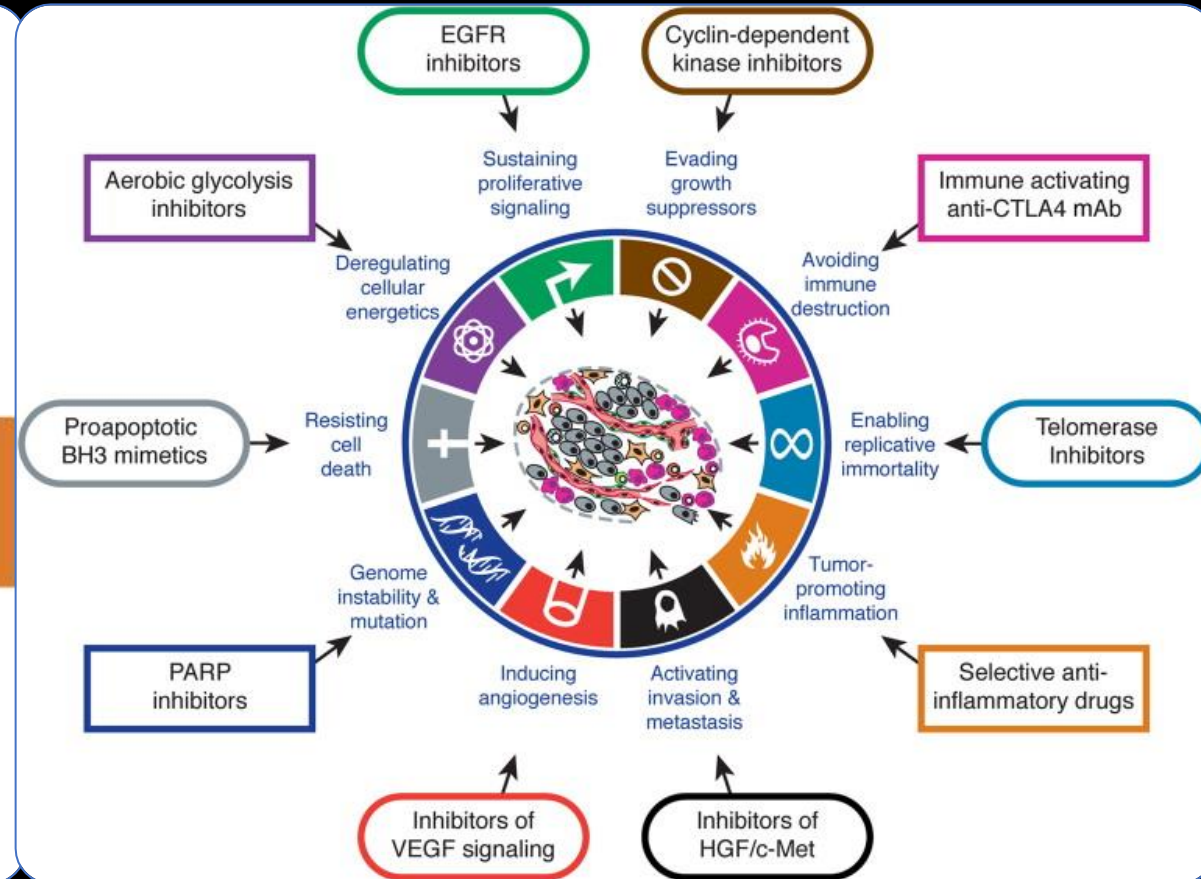 EGFR
inhibitors
Cyclin-dependent
kinase inhibitors
Sustaining
proliferative
signaling
Evading
growth
suppressors
Aerobic glycolysis
inhibitors
Immune activating
anti-CTLA4 mAb
Deregulating
cellular
energetics
Avoiding
immune
destruction
Proapoptotic
BH3 mimetics
Resisting
cell
death
Enabling
replicative
immortality
Telomerase
Inhibitors
Genome
instability &
mutation
Tumor-
promoting
inflammation
PARP
inhibitors
Inducing
angiogenesis
Activating
invasion &
metastasis
Selective anti-
inflammatory drugs
Inhibitors of
VEGF signaling
Inhibitors of
HGF/c-Met